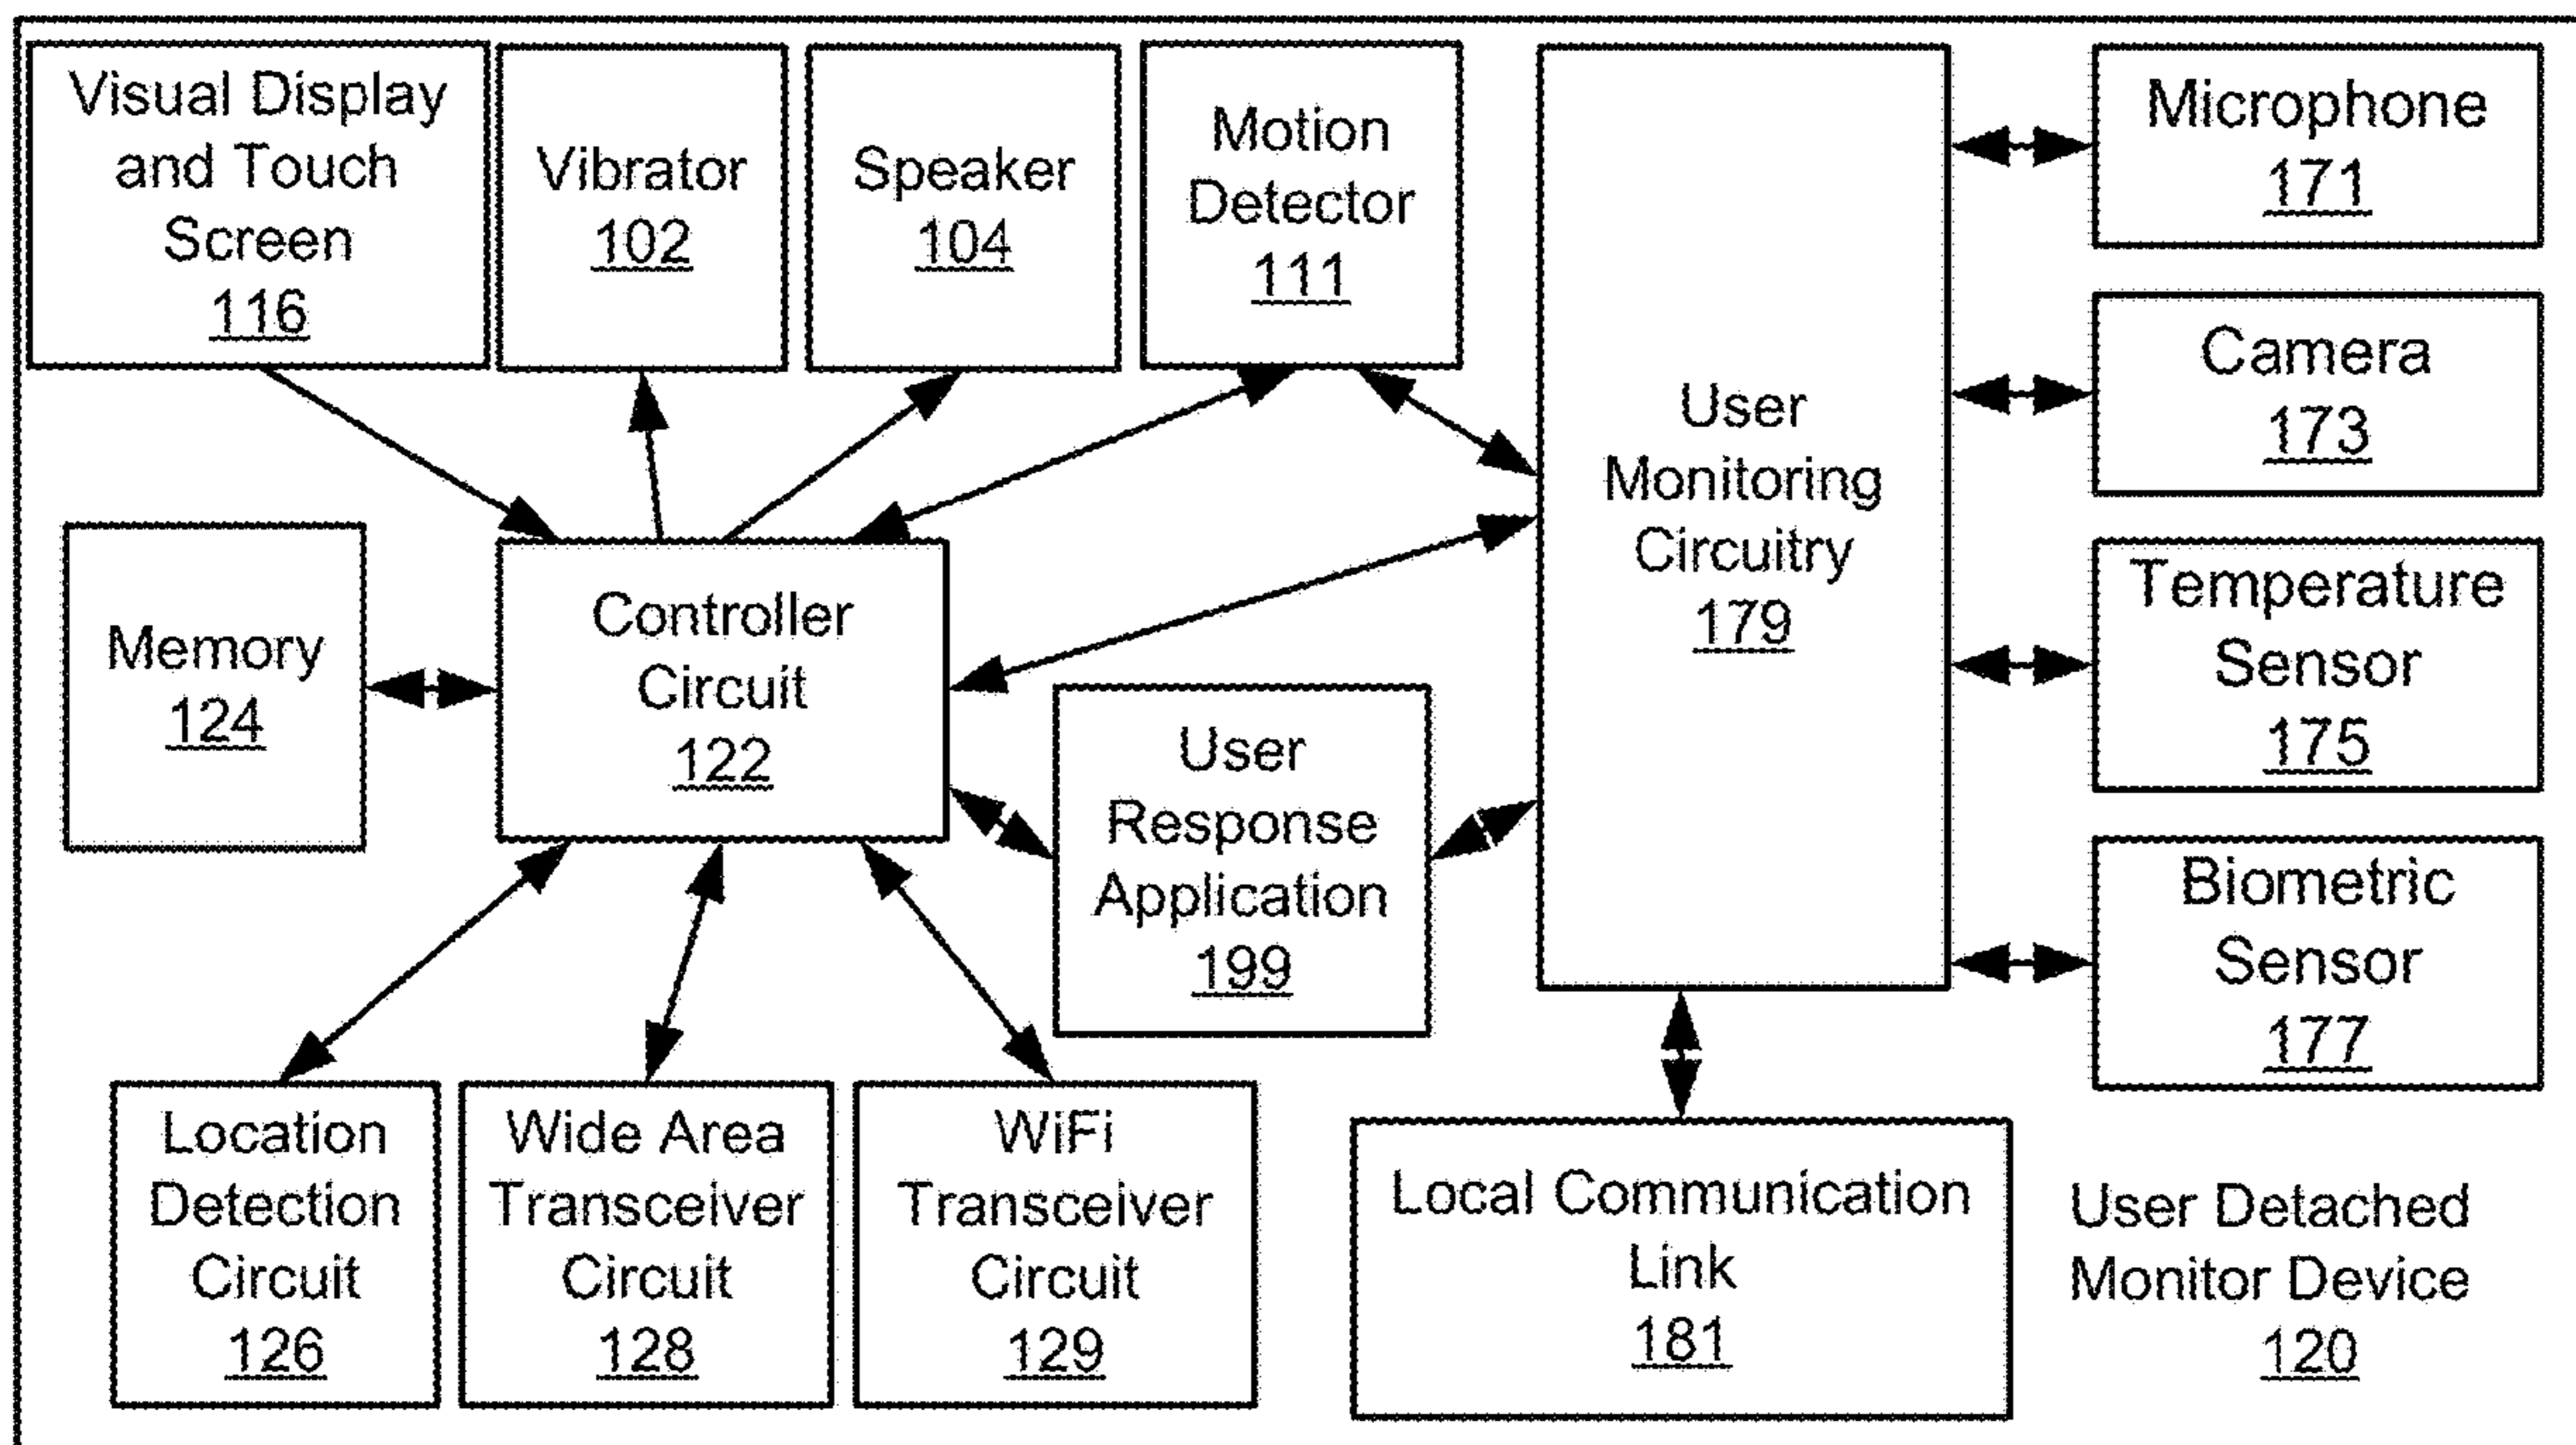 Visual Display
and Touch
Screen
116
Vibrator
102
Speaker
104
Motion
Detector
111
User
Monitoring
Circuitry
179
Microphone
171
Camera
173
Temperature
Sensor
175
Biometric
Sensor
177
Memory
124
Controller
Circuit
122
User
Response
Application
199
Location
Detection
Circuit
126
Wide Area
Transceiver
Circuit
128
WiFi
Transceiver
Circuit
129
Local Communication
Link
181
User Detached
Monitor Device
120